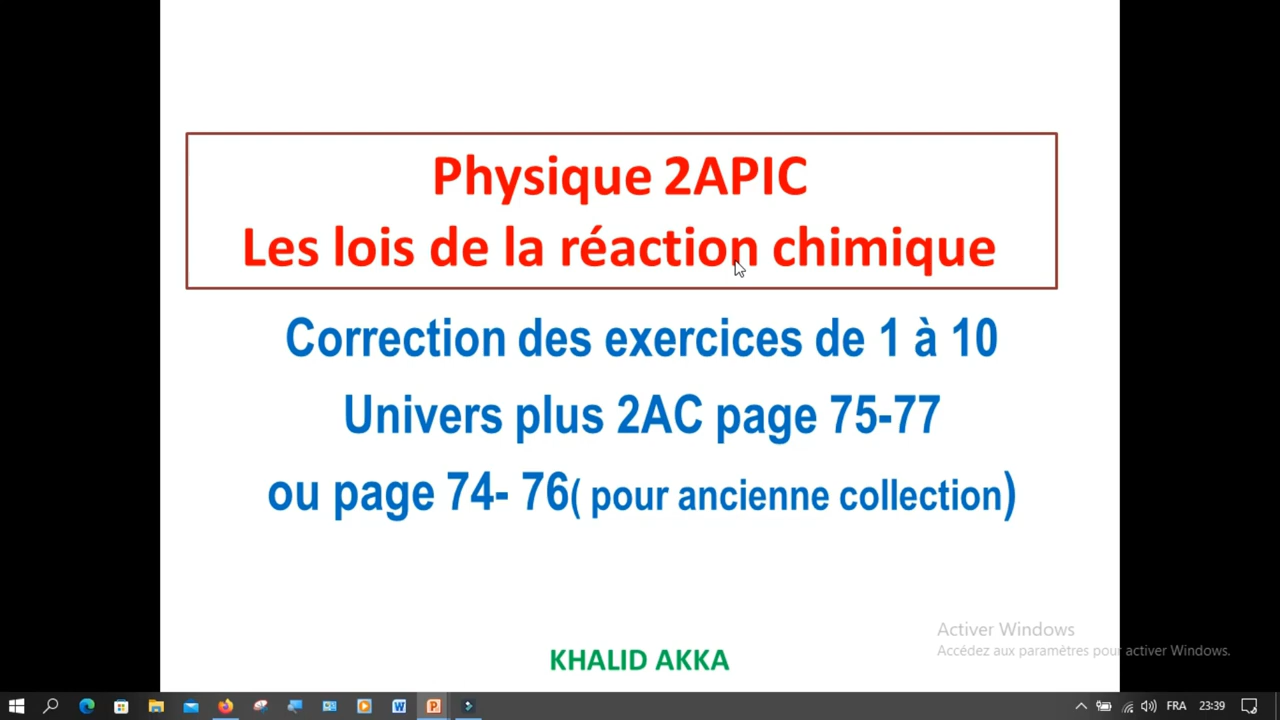 Physique 2APIC
Les lois de la réaction chimique
Correction des exercices de 1 à 10
Univers plus 2AC page 75-77
ou page 74- 76( pour ancienne collection)
Activer Windows
Accédez aux paramètres pour activer Windows.
KHALID AKKA
FRA
23:39